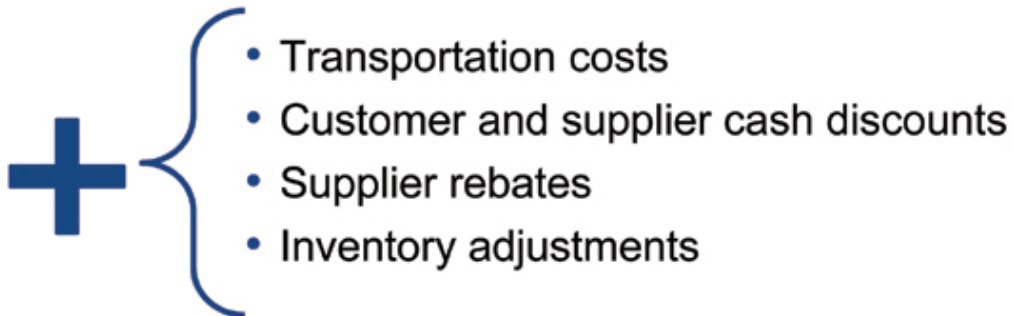 • Transportation costs
• Customer and supplier cash discounts
• Supplier rebates
• Inventory adjustments